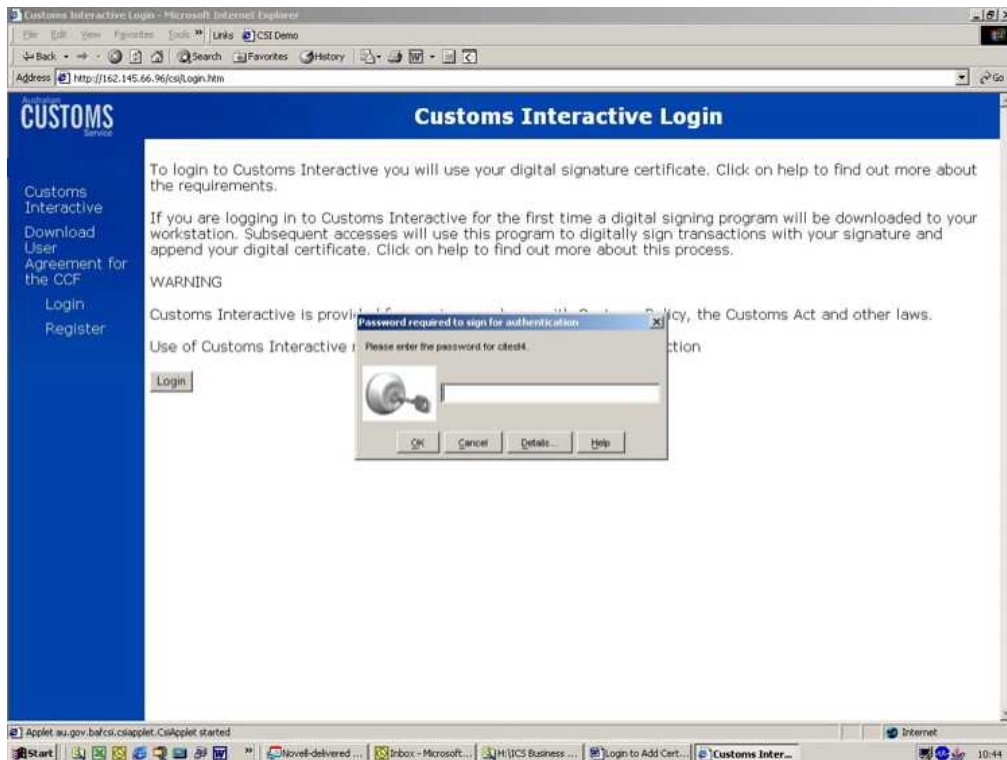 Customs Interactive Login - Microsoft Internet Explorer
File Edit View Favorites Tools » Links CSI Demo
Back Search Favorites History
Address http://162.145.66.96/csi/Login.htm Go
Australian
CUSTOMS
Service
Customs Interactive Login
Customs
Interactive
Download
User
Agreement for
the CCF
Login
Register
To login to Customs Interactive you will use your digital signature certificate. Click on help to find out more about
the requirements.
If you are logging in to Customs Interactive for the first time a digital signing program will be downloaded to your
workstation. Subsequent accesses will use this program to digitally sign transactions with your signature and
append your digital certificate. Click on help to find out more about this process.
WARNING
Customs Interactive is provi
icy, the Customs Act and other laws.
Use of Customs Interactive
ction
Login
Password required to sign for authentication
Please enter the password for citest4.
OK Cancel Details... Help
Applet au.gov.bafcsi.csiapplet.CsiApplet started Internet
Start » Novell-delivered ... Inbox - Microsoft... H:\ICS Business ... Login to Add Cert... Customs Inter... 10:44